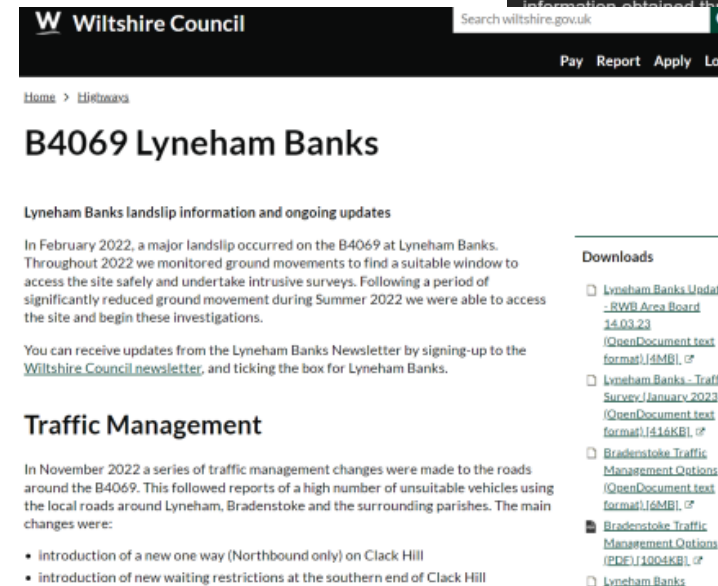 Wiltshire Council
Search wiltshire.gov.uk
Pay Report Apply
Home > Highways
B4069 Lyneham Banks
Lyneham Banks landslip information and ongoing updates
In February 2022, a major landslip occurred on the B4069 at Lyneham Banks.
Throughout 2022 we monitored ground movements to find a suitable window to
access the site safely and undertake intrusive surveys. Following a period of
significantly reduced ground movement during Summer 2022 we were able to access
the site and begin these investigations.
You can receive updates from the Lyneham Banks Newsletter by signing-up to the
Wiltshire Council newsletter, and ticking the box for Lyneham Banks.
Traffic Management
In November 2022 a series of traffic management changes were made to the roads
around the B4069. This followed reports of a high number of unsuitable vehicles using
the local roads around Lyneham, Bradenstoke and the surrounding parishes. The main
changes were:
• introduction of a new one way (Northbound only) on Clack Hill
• introduction of new waiting restrictions at the southern end of Clack Hill
Downloads
Lyneham Banks Updat
- RWB Area Board
14.03.23
(OpenDocument text
format) [4MB]
Lyneham Banks - Traff
Survey (January 2023
(OpenDocument text
format) [416KB]
Bradenstoke Traffic
Management Options
(OpenDocument text
format) [6MB]
Bradenstoke Traffic
Management Options
(PDF) [1004KB]
Lyneham Banks